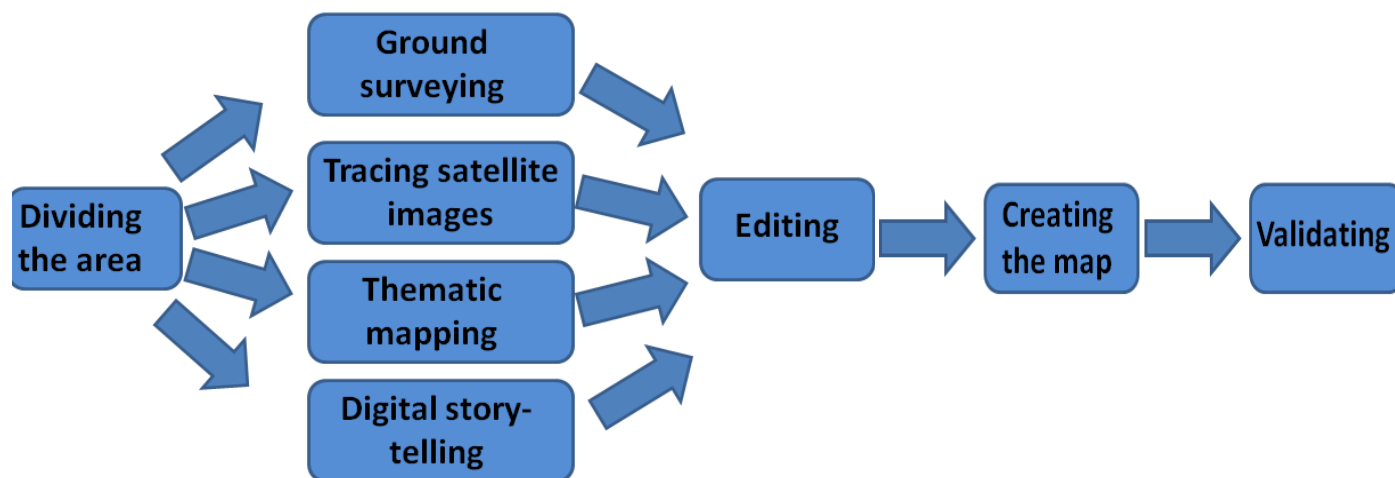 Dividing
the area
Ground
surveying
Tracing satellite
images
Thematic
mapping
Digital story-
telling
Editing
Creating
the map
Validating